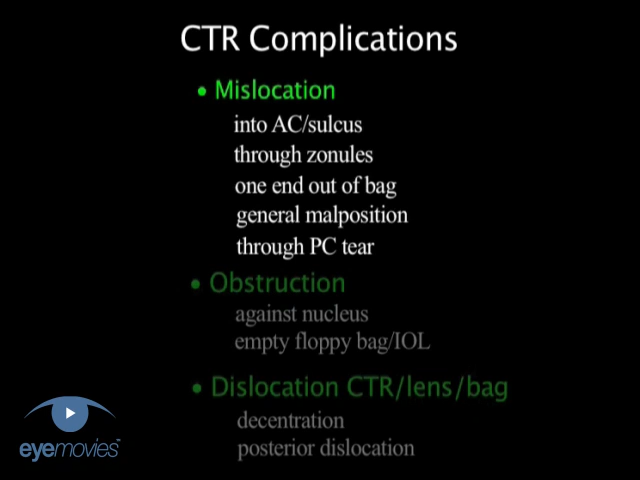 CTR Complications
• Mislocation
into AC/sulcus
through zonules
one end out of bag
general malposition
through PC tear
• Obstruction
against nucleus
empty floppy bag/IOL
• Dislocation CTR/lens/bag
decentration
posterior dislocation
eyemovies™